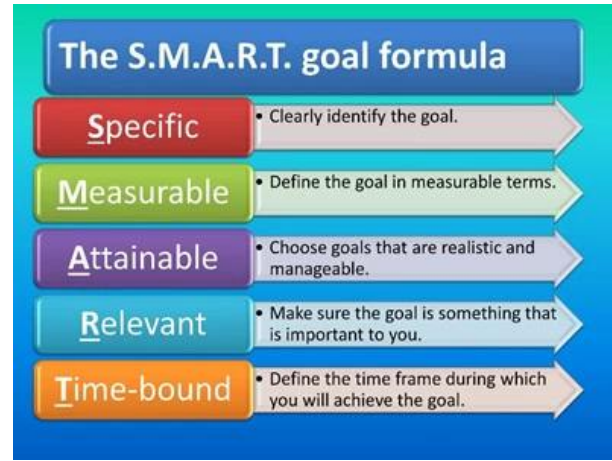 The S.M.A.R.T. goal formula
Specific
• Clearly identify the goal.
Measurable
• Define the goal in measurable terms.
Attainable
• Choose goals that are realistic and
manageable.
Relevant
• Make sure the goal is something that
is important to you.
Time-bound
• Define the time frame during which
you will achieve the goal.